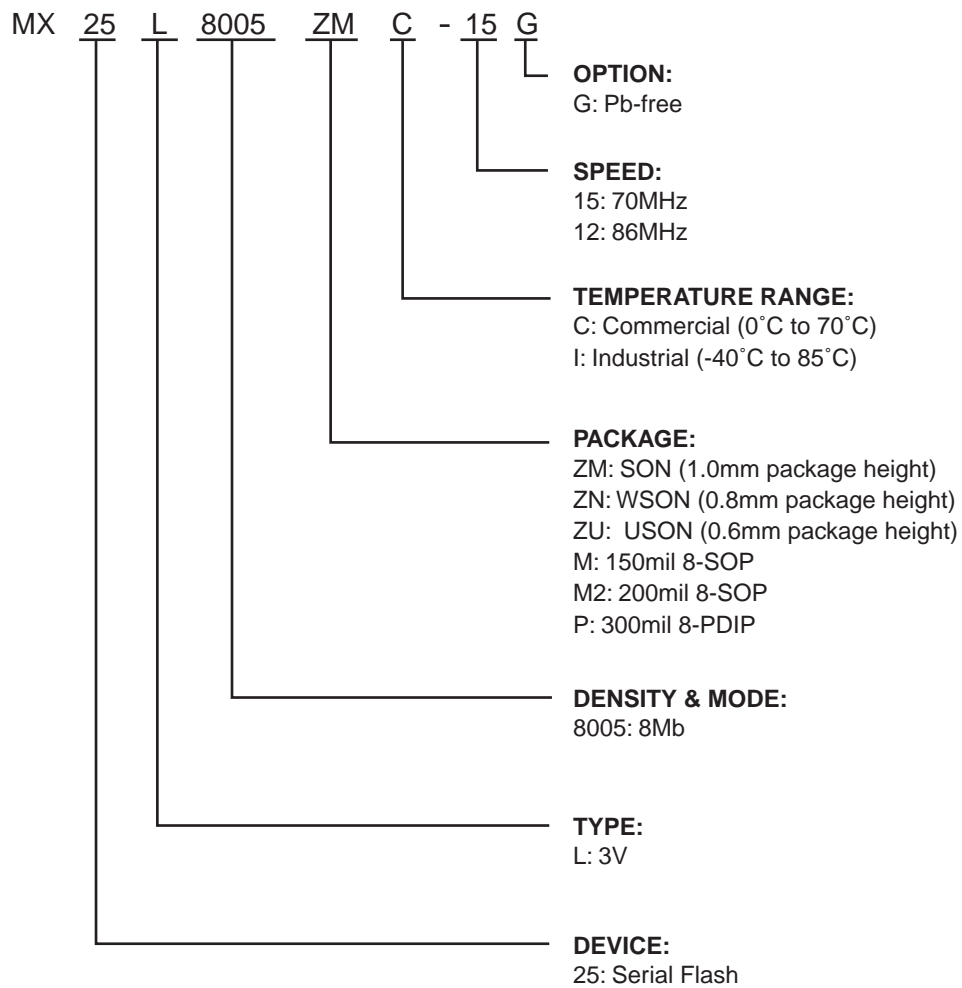 MX 25 L 8005 ZM C - 15 G
OPTION:
G: Pb-free
SPEED:
15: 70MHz
12: 86MHz
TEMPERATURE RANGE:
C: Commercial (0˚C to 70˚C)
I: Industrial (-40˚C to 85˚C)
PACKAGE:
ZM: SON (1.0mm package height)
ZN: WSON (0.8mm package height)
ZU: USON (0.6mm package height)
M: 150mil 8-SOP
M2: 200mil 8-SOP
P: 300mil 8-PDIP
DENSITY & MODE:
8005: 8Mb
TYPE:
L: 3V
DEVICE:
25: Serial Flash